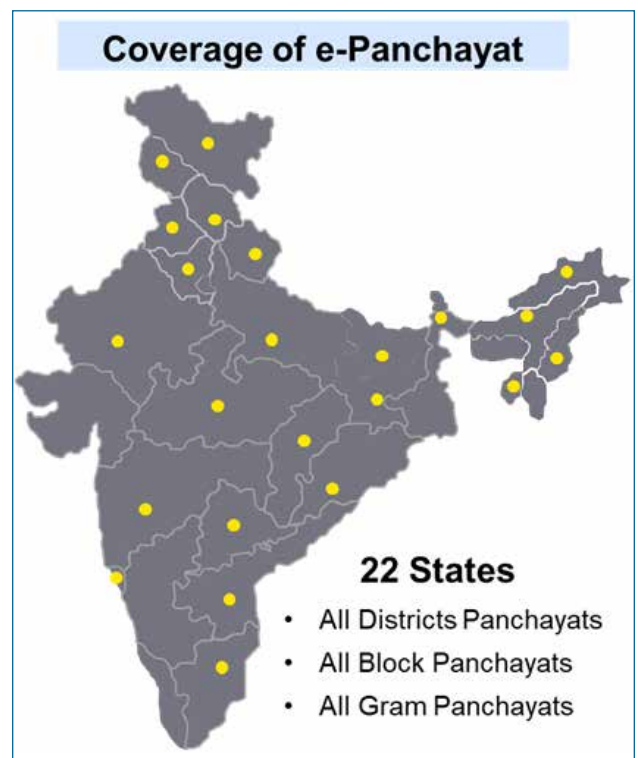 Coverage of e-Panchayat
22 States
• All Districts Panchayats
• All Block Panchayats
• All Gram Panchayats